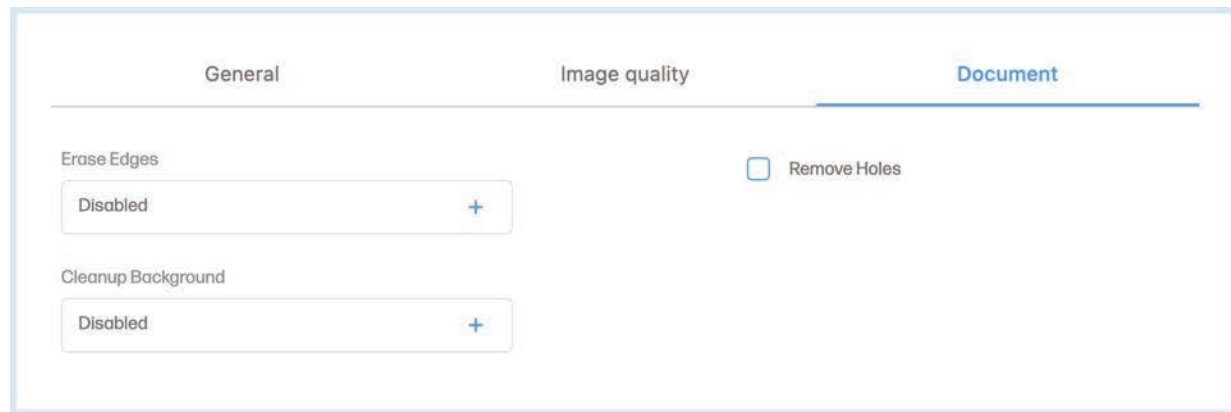 General
Image quality
Document
Erase Edges
Remove Holes
Disabled
+
Cleanup Background
Disabled
+